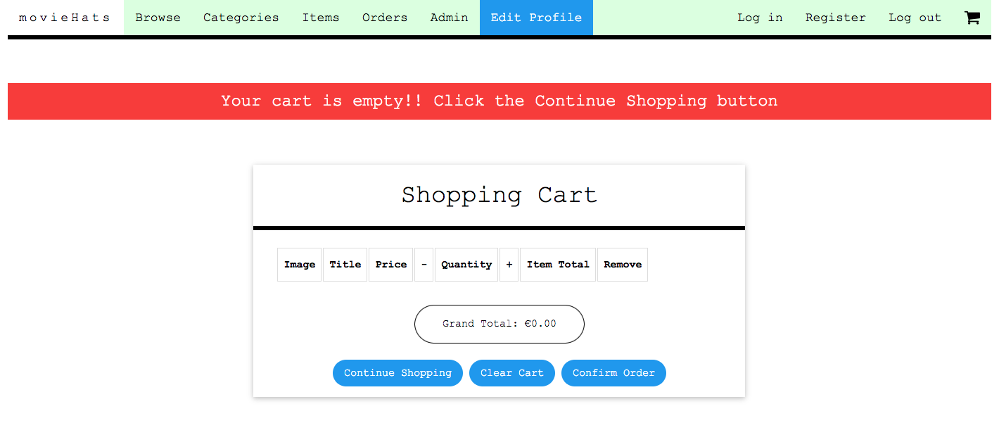 movieHats Browse Categories Items Orders Admin Edit Profile Log in Register Log out
Your cart is empty!! Click the Continue Shopping button
Shopping Cart
Image Title Price - Quantity + Item Total Remove
Grand Total: €0.00
Continue Shopping Clear Cart Confirm Order